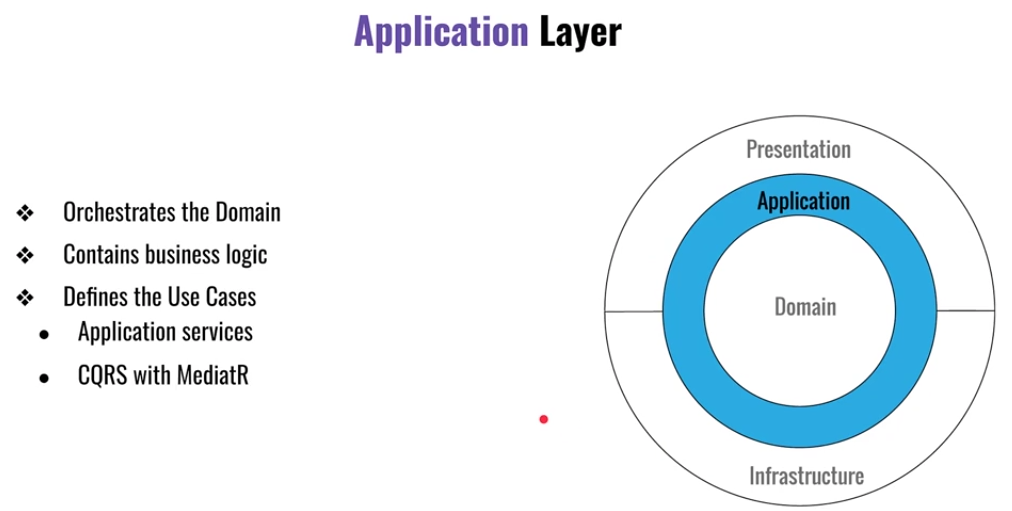 Application Layer
❖ Orchestrates the Domain
❖ Contains business logic
❖ Defines the Use Cases
● Application services
● CQRS with MediatR
Presentation
Application
Domain
Infrastructure